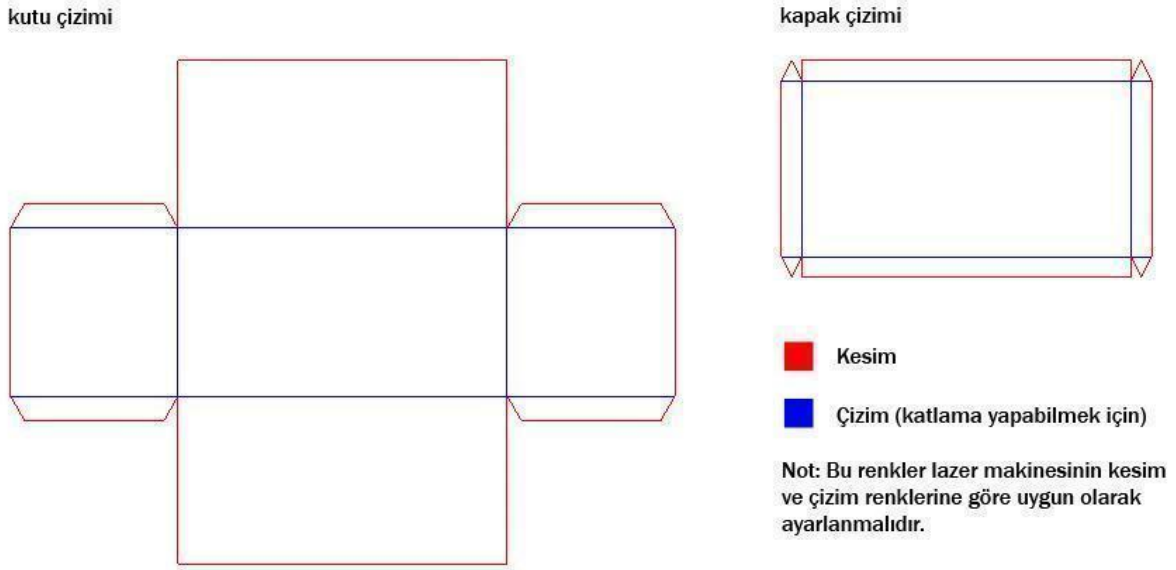 kutu çizimi
kapak çizimi
Kesim
Çizim (katlama yapabilmek için)
Not: Bu renkler lazer makinesinin kesim
ve çizim renklerine göre uygun olarak
ayarlanmalıdır.